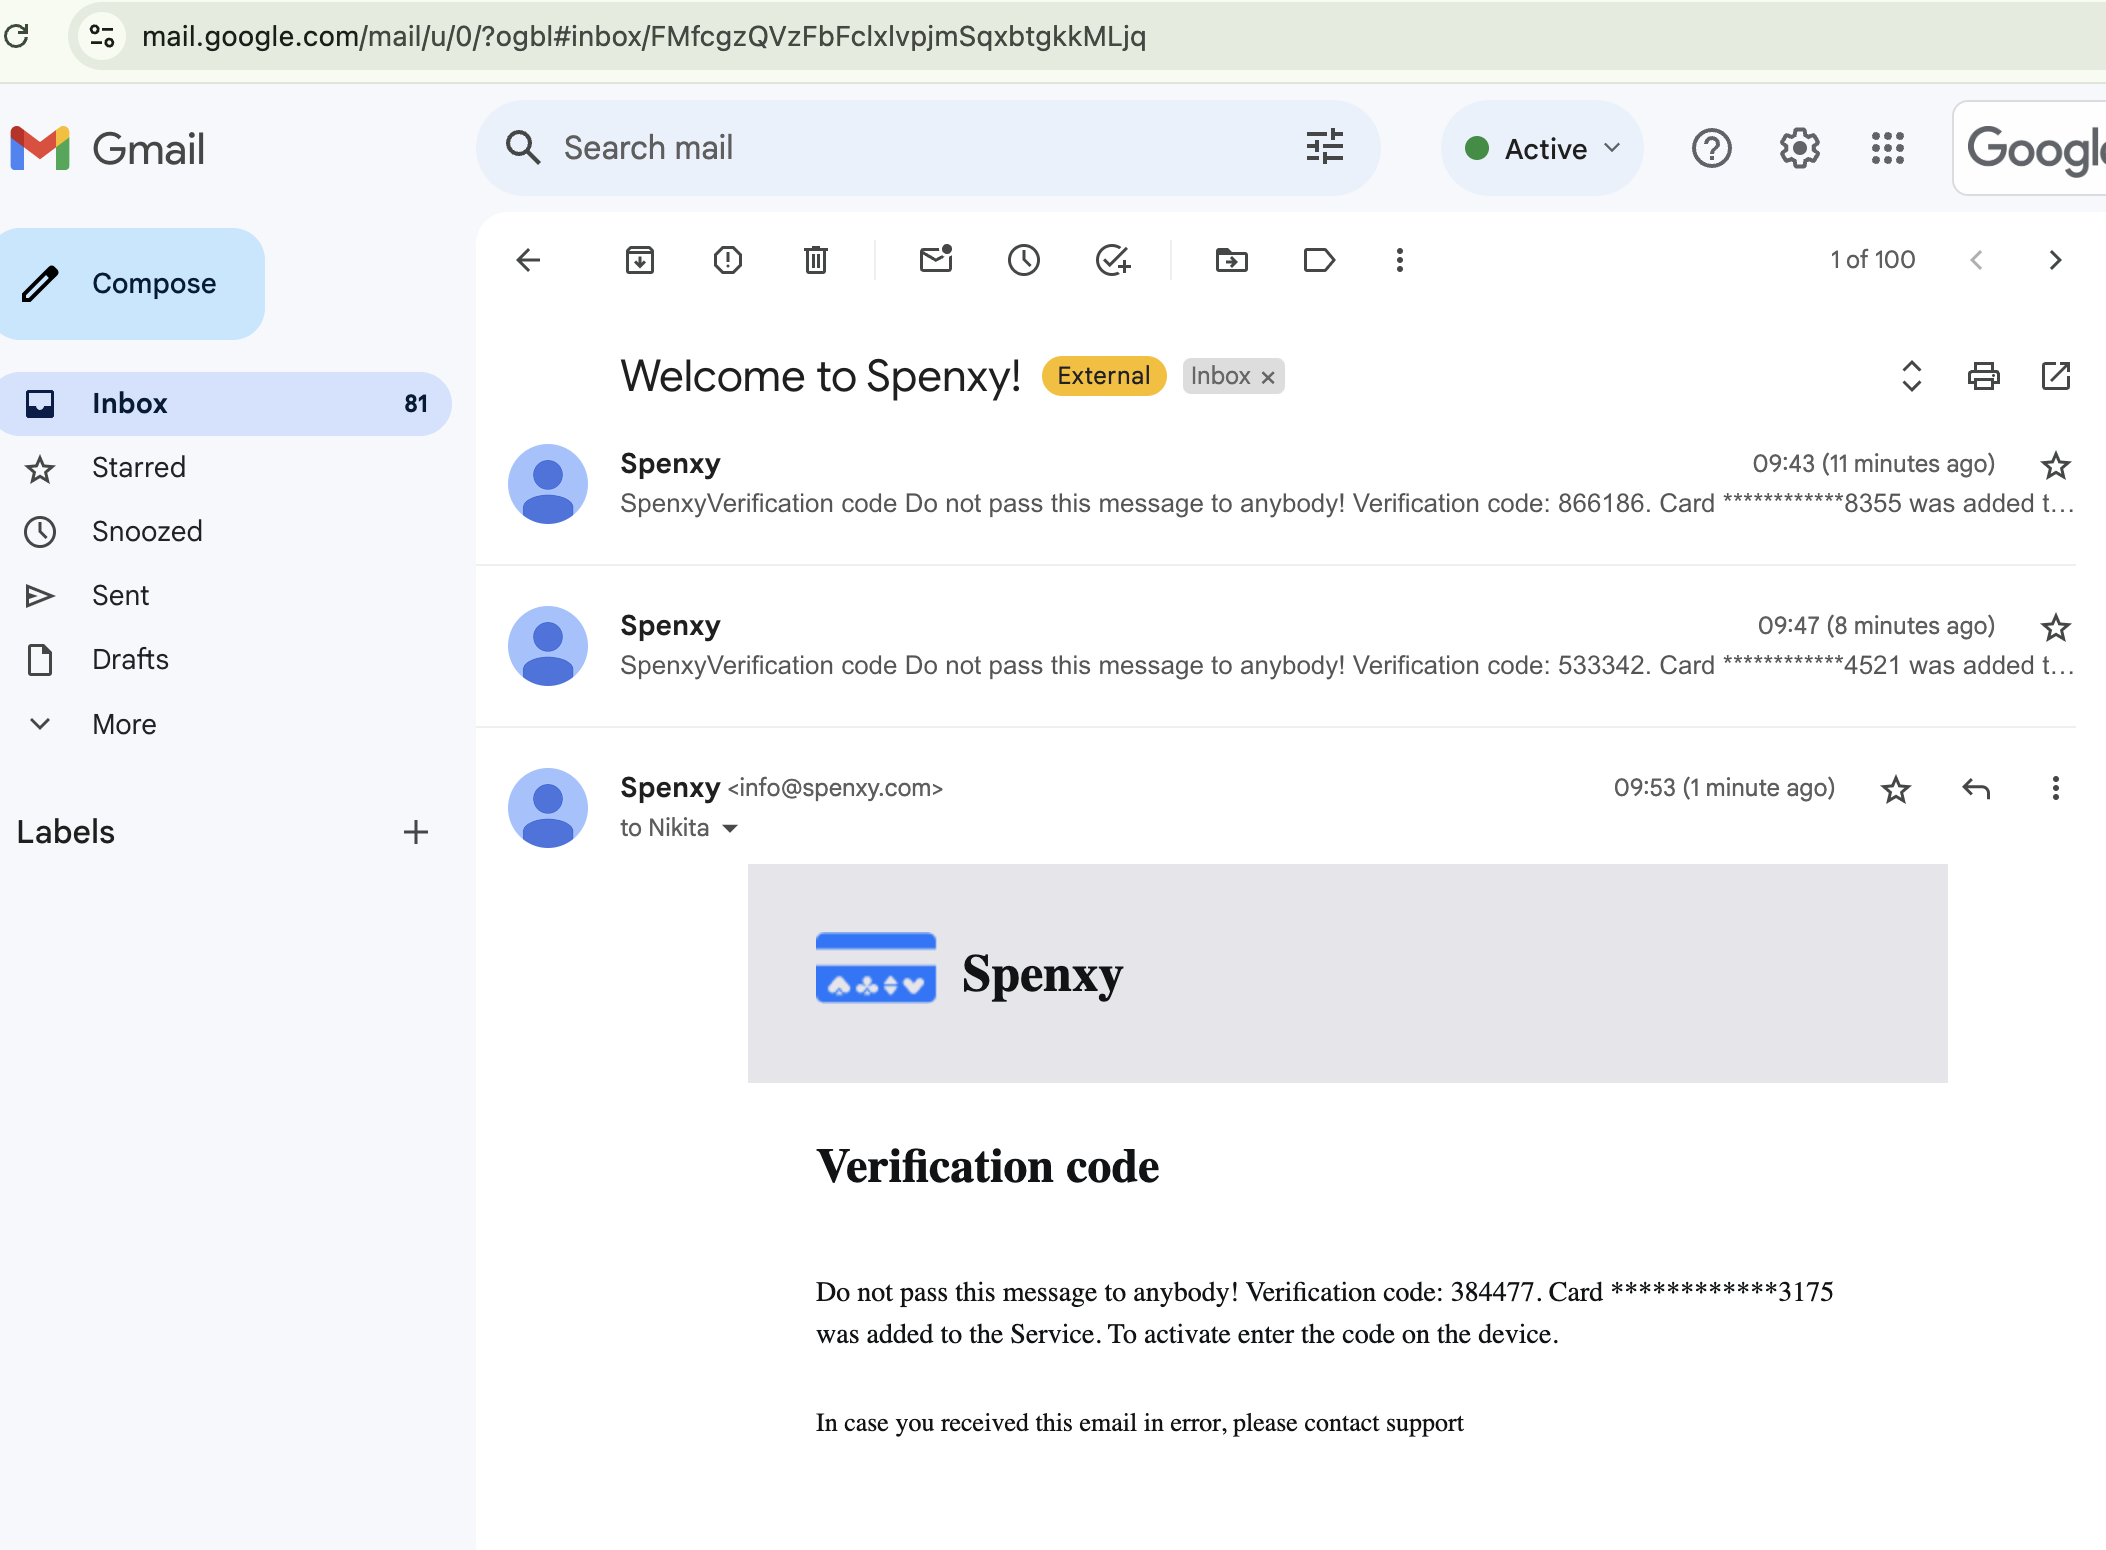 mail.google.com/mail/u/0/?ogbl#inbox/FMfcgzQVzFbFclxlvpjmSqxbtgkkMLjq
Gmail
Search mail
Active
Google
Compose
1 of 100
Welcome to Spenxy!
External
Inbox ×
Inbox 81
Starred
Snoozed
Sent
Drafts
More
Labels
Spenxy
09:43 (11 minutes ago)
SpenxyVerification code Do not pass this message to anybody! Verification code: 866186. Card ************8355 was added t…
Spenxy
09:47 (8 minutes ago)
SpenxyVerification code Do not pass this message to anybody! Verification code: 533342. Card ************4521 was added t…
Spenxy <info@spenxy.com>
09:53 (1 minute ago)
to Nikita
Spenxy
Verification code
Do not pass this message to anybody! Verification code: 384477. Card ************3175
was added to the Service. To activate enter the code on the device.
In case you received this email in error, please contact support